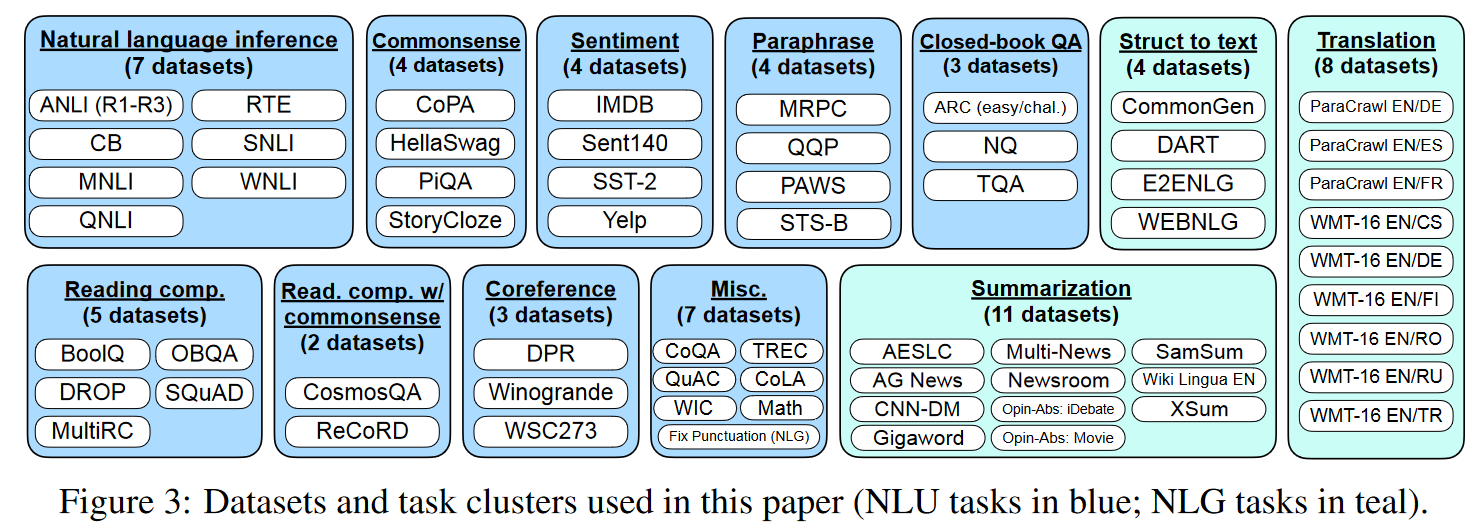 Natural language inference
(7 datasets)
ANLI (R1-R3)
RTE
CB
SNLI
MNLI
WNLI
QNLI
Commonsense
(4 datasets)
CoPA
HellaSwag
PiQA
StoryCloze
Sentiment
(4 datasets)
IMDB
Sent140
SST-2
Yelp
Paraphrase
(4 datasets)
MRPC
QQP
PAWS
STS-B
Closed-book QA
(3 datasets)
ARC (easy/chal.)
NQ
TQA
Struct to text
(4 datasets)
CommonGen
DART
E2ENLG
WEBNLG
Translation
(8 datasets)
ParaCrawl EN/DE
ParaCrawl EN/ES
ParaCrawl EN/FR
WMT-16 EN/CS
WMT-16 EN/DE
WMT-16 EN/FI
WMT-16 EN/RO
WMT-16 EN/RU
WMT-16 EN/TR
Reading comp.
(5 datasets)
BoolQ
OBQA
DROP
SQuAD
MultiRC
Read. comp. w/
commonsense
(2 datasets)
CosmosQA
ReCoRD
Coreference
(3 datasets)
DPR
Winogrande
WSC273
Misc.
(7 datasets)
CoQA
TREC
QuAC
CoLA
WIC
Math
Fix Punctuation (NLG)
Summarization
(11 datasets)
AESLC
Multi-News
SamSum
AG News
Newsroom
Wiki Lingua EN
CNN-DM
Opin-Abs: iDebate
XSum
Gigaword
Opin-Abs: Movie
Figure 3: Datasets and task clusters used in this paper (NLU tasks in blue; NLG tasks in teal).